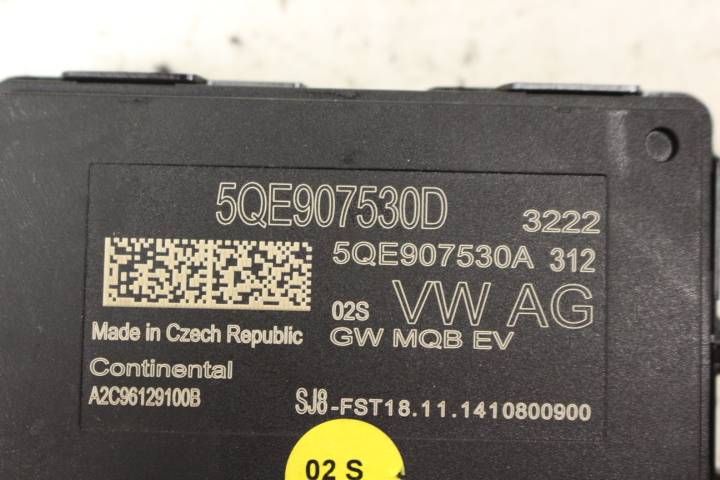 5QE907530D
3222
5QE907530A 312
02S VW AG
GW MQB EV
Made in Czech Republic
Continental
A2C96129100B
SJ8-FST18.11.1410800900
02 S